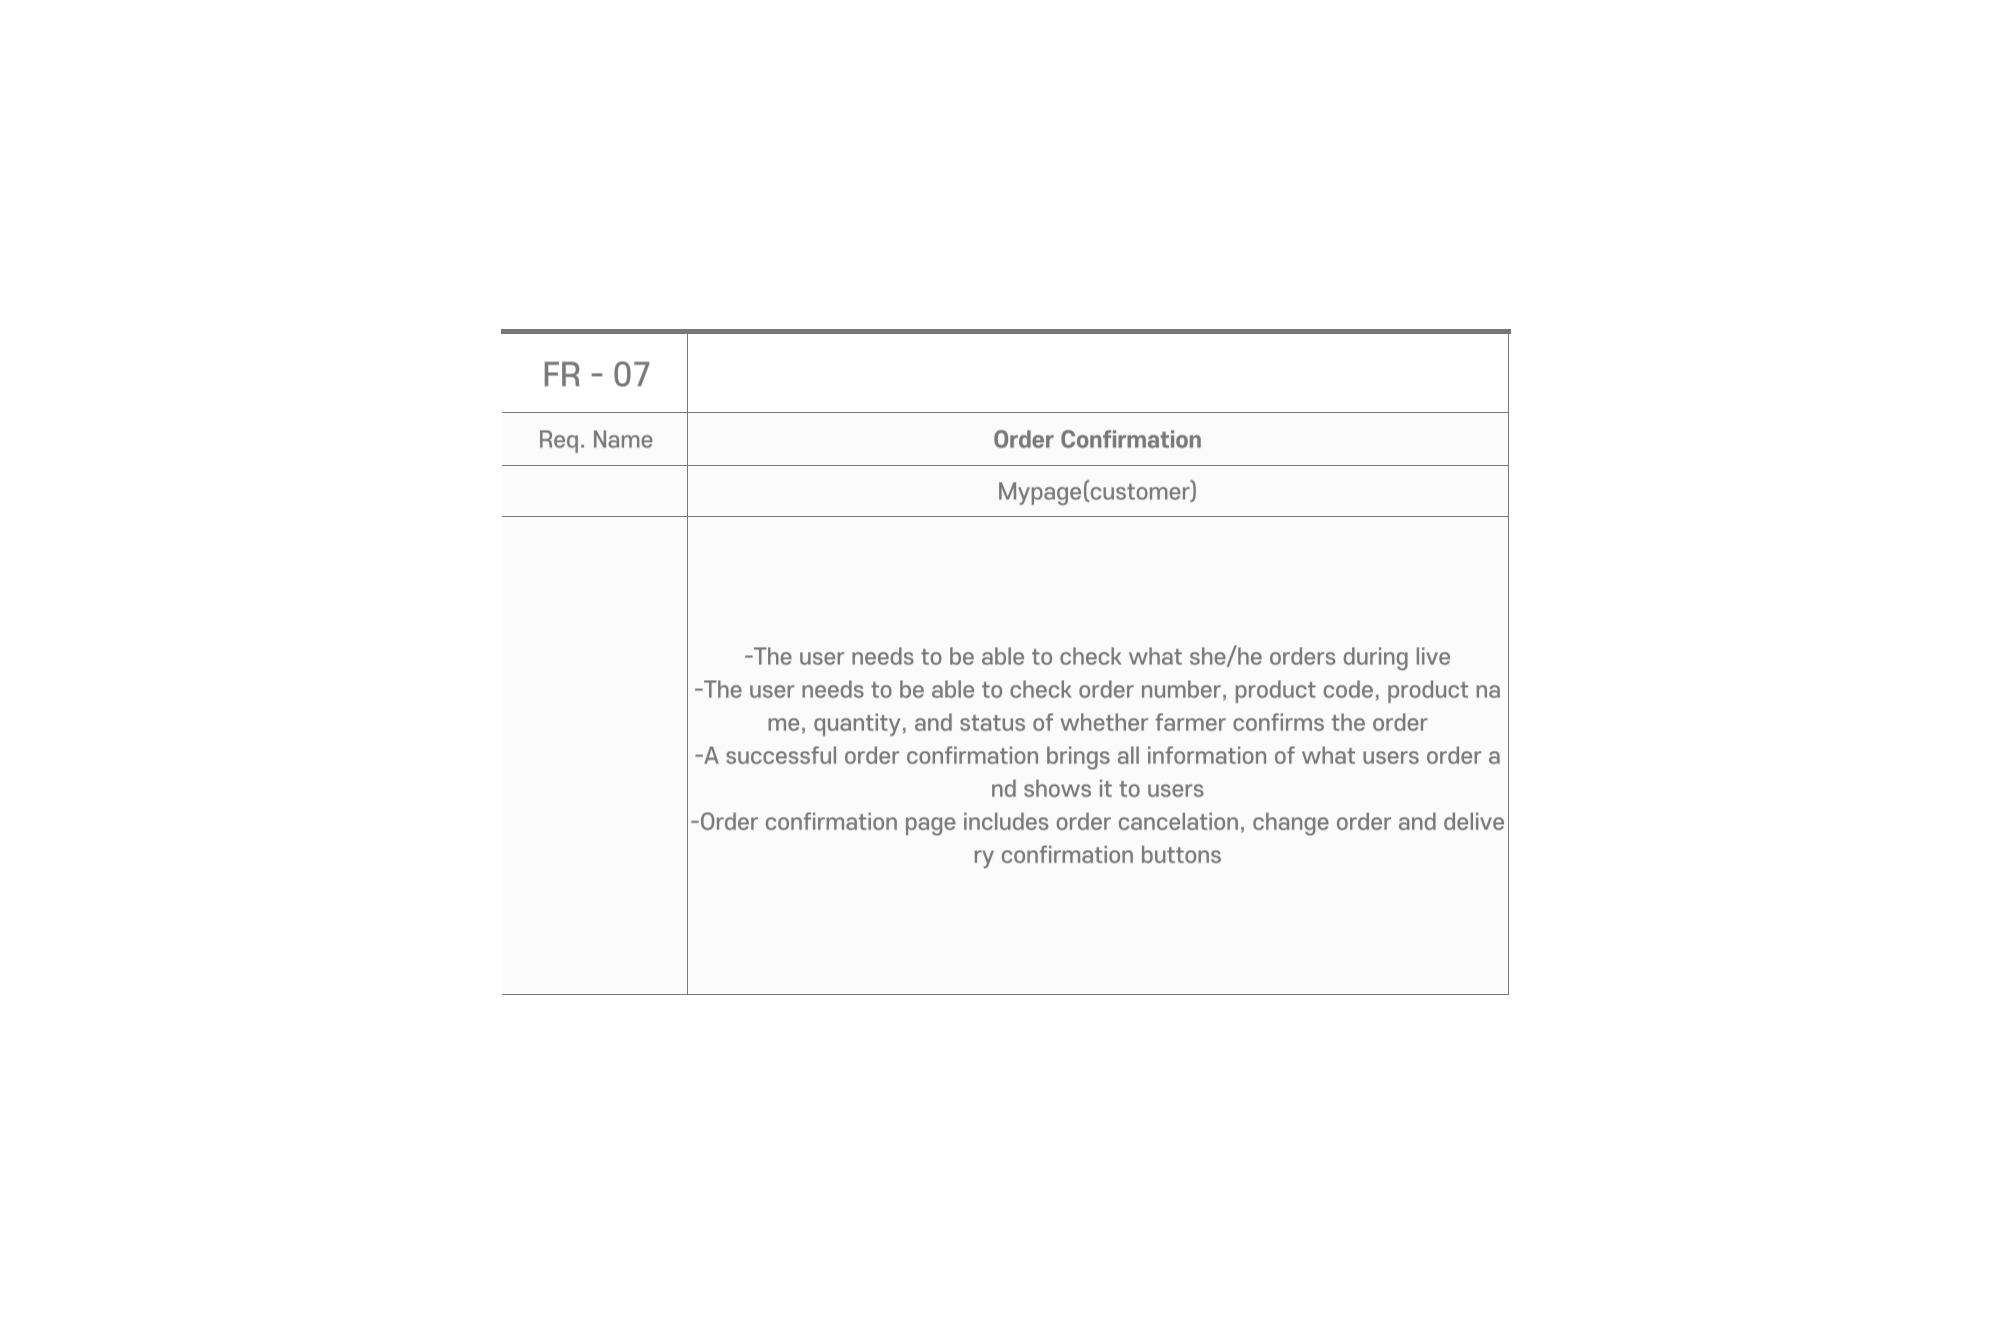 FR - 07
Req. Name
Order Confirmation
Mypage(customer)
-The user needs to be able to check what she/he orders during live
-The user needs to be able to check order number, product code, product na
me, quantity, and status of whether farmer confirms the order
-A successful order confirmation brings all information of what users order a
nd shows it to users
-Order confirmation page includes order cancelation, change order and delive
ry confirmation buttons